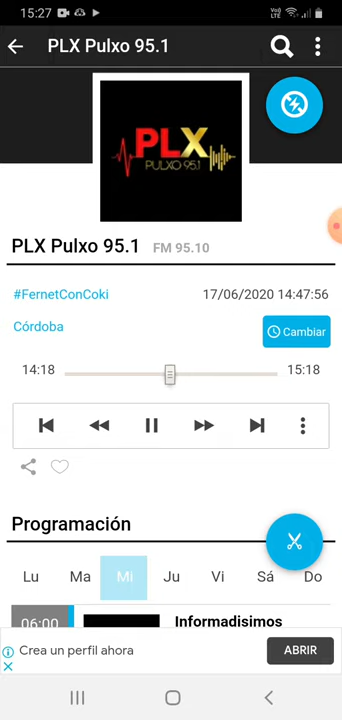 15:27
Vo)) LTE
PLX Pulxo 95.1
PLX
PULXO 95.1
PLX Pulxo 95.1 FM 95.10
#FernetConCoki 17/06/2020 14:47:56
Córdoba
Cambiar
14:18 15:18
Programación
Lu Ma Mi Ju Vi Sá Do
06:00 Informadisimos
Crea un perfil ahora
ABRIR